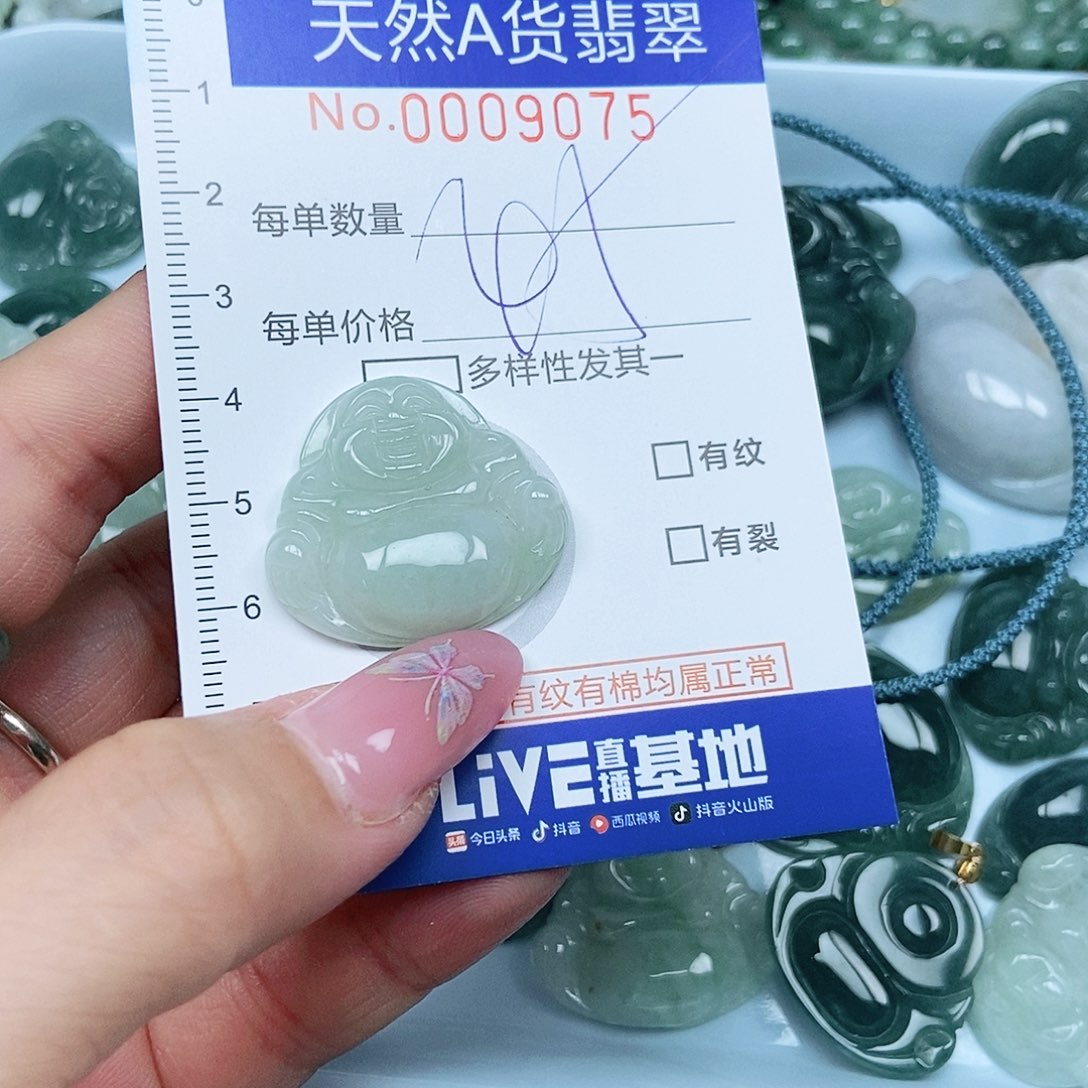 天然A货翡翠
0
1
No.0009075
2
每单数量
3
每单价格
多样性发其一
4
有纹
5
有裂
6
有纹有棉均属正常
LiVE直播基地
头条 今日头条 抖音 西瓜视频 抖音火山版